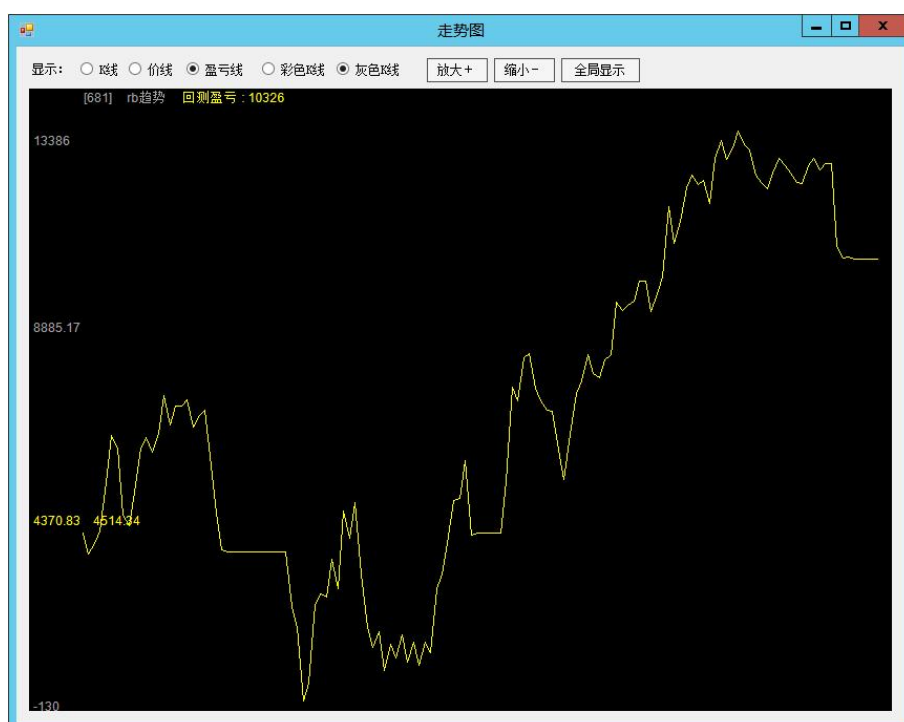 走势图
显示: K线 价线 盈亏线 彩色K线 灰色K线 放大+ 缩小- 全局显示
[681] rb趋势 回测盈亏:10326
13386
8885.17
4370.83 4514.34
-130